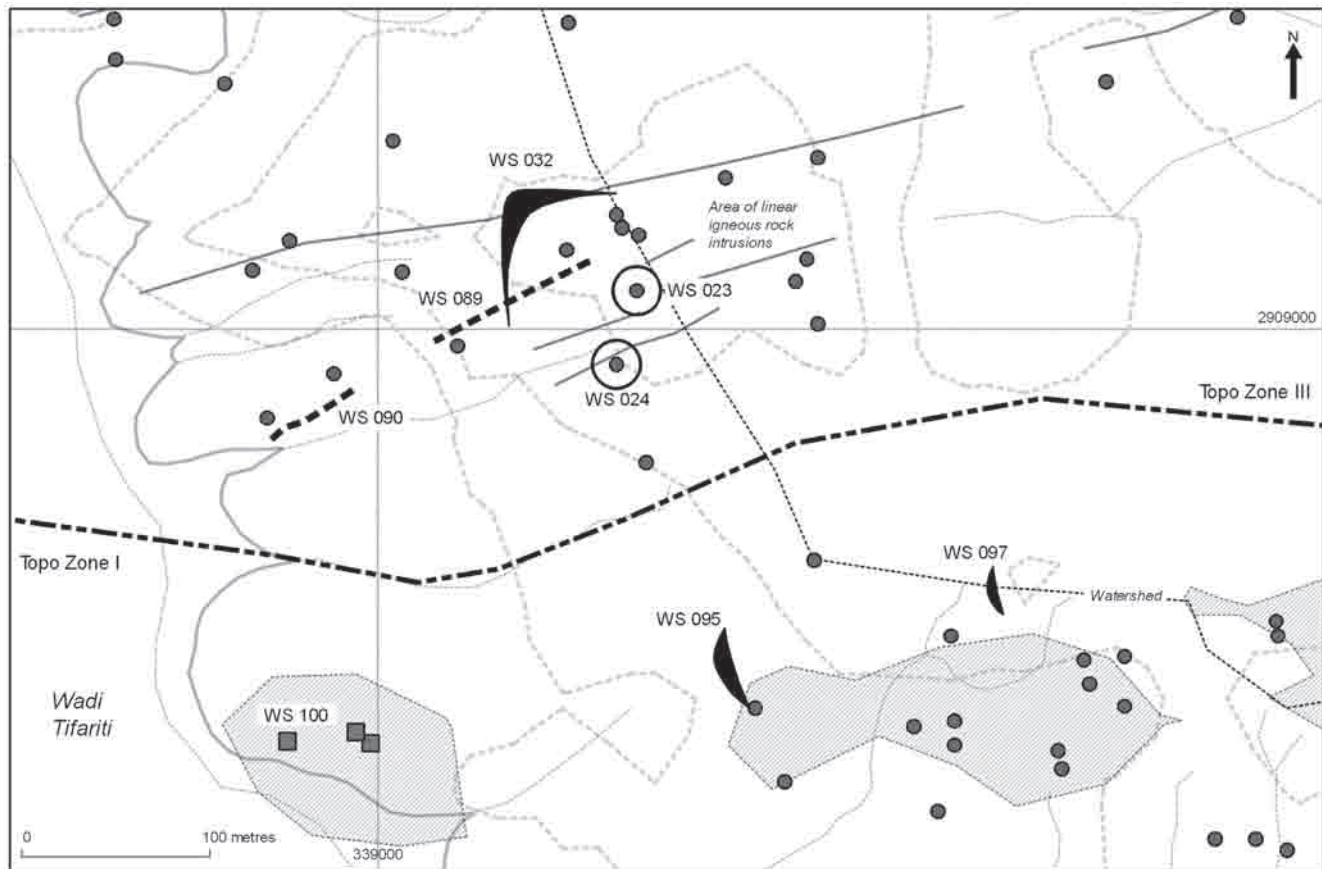 N
WS 032
Area of linear
igneous rock
intrusions
WS 089
WS 023
2909000
WS 024
Topo Zone III
WS 090
WS 097
Topo Zone I
Watershed
WS 095
Wadi
Tifariti
WS 100
0
100 metres
339000